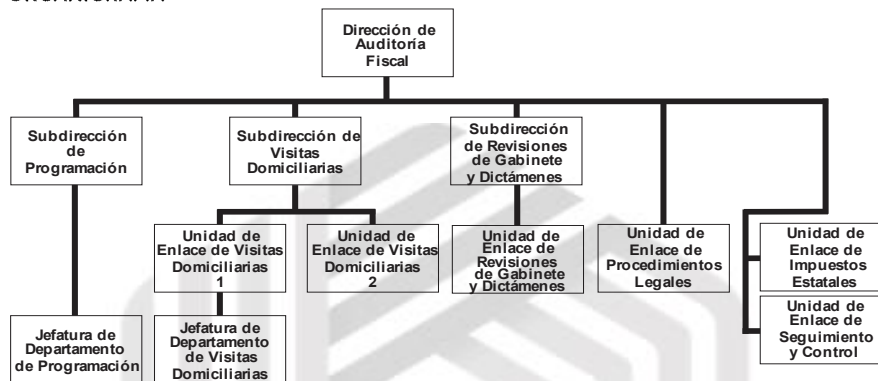 Dirección de
Auditoría
Fiscal
Subdirección
de
Programación
Subdirección de
Visitas
Domiciliarias
Subdirección
de Revisiones
de Gabinete
y Dictámenes
Unidad de
Enlace de Visitas
Domiciliarias
1
Unidad de
Enlace de Visitas
Domiciliarias
2
Unidad de
Enlace de
Revisiones
de Gabinete
y Dictámenes
Unidad de
Enlace de
Procedimientos
Legales
Unidad de
Enlace de
Impuestos
Estatales
Jefatura de
Departamento
de Programación
Jefatura de
Departamento
de Visitas
Domiciliarias
Unidad de
Enlace de
Seguimiento
y Control